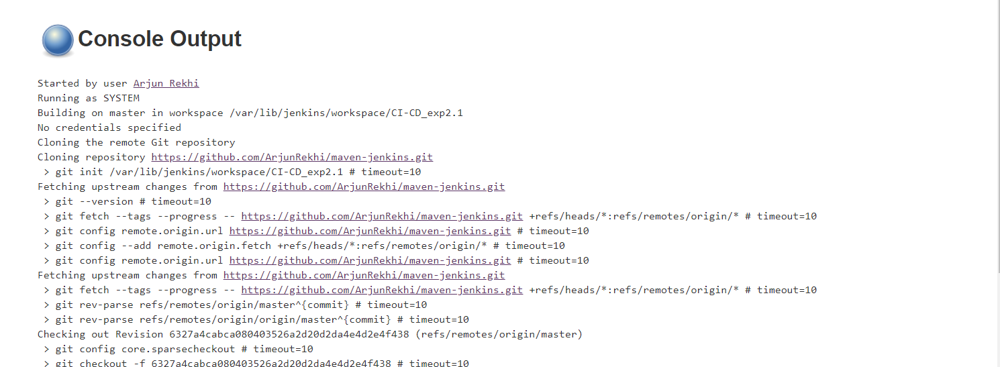 Console Output
Started by user Arjun Rekhi
Running as SYSTEM
Building on master in workspace /var/lib/jenkins/workspace/CI-CD_exp2.1
No credentials specified
Cloning the remote Git repository
Cloning repository https://github.com/ArjunRekhi/maven-jenkins.git
> git init /var/lib/jenkins/workspace/CI-CD_exp2.1 # timeout=10
Fetching upstream changes from https://github.com/ArjunRekhi/maven-jenkins.git
> git --version # timeout=10
> git fetch --tags --progress -- https://github.com/ArjunRekhi/maven-jenkins.git +refs/heads/*:refs/remotes/origin/* # timeout=10
> git config remote.origin.url https://github.com/ArjunRekhi/maven-jenkins.git # timeout=10
> git config --add remote.origin.fetch +refs/heads/*:refs/remotes/origin/* # timeout=10
> git config remote.origin.url https://github.com/ArjunRekhi/maven-jenkins.git # timeout=10
Fetching upstream changes from https://github.com/ArjunRekhi/maven-jenkins.git
> git fetch --tags --progress -- https://github.com/ArjunRekhi/maven-jenkins.git +refs/heads/*:refs/remotes/origin/* # timeout=10
> git rev-parse refs/remotes/origin/master^{commit} # timeout=10
> git rev-parse refs/remotes/origin/origin/master^{commit} # timeout=10
Checking out Revision 6327a4cabca080403526a2d20d2da4e4d2e4f438 (refs/remotes/origin/master)
> git config core.sparsecheckout # timeout=10
> git checkout -f 6327a4cabca080403526a2d20d2da4e4d2e4f438 # timeout=10